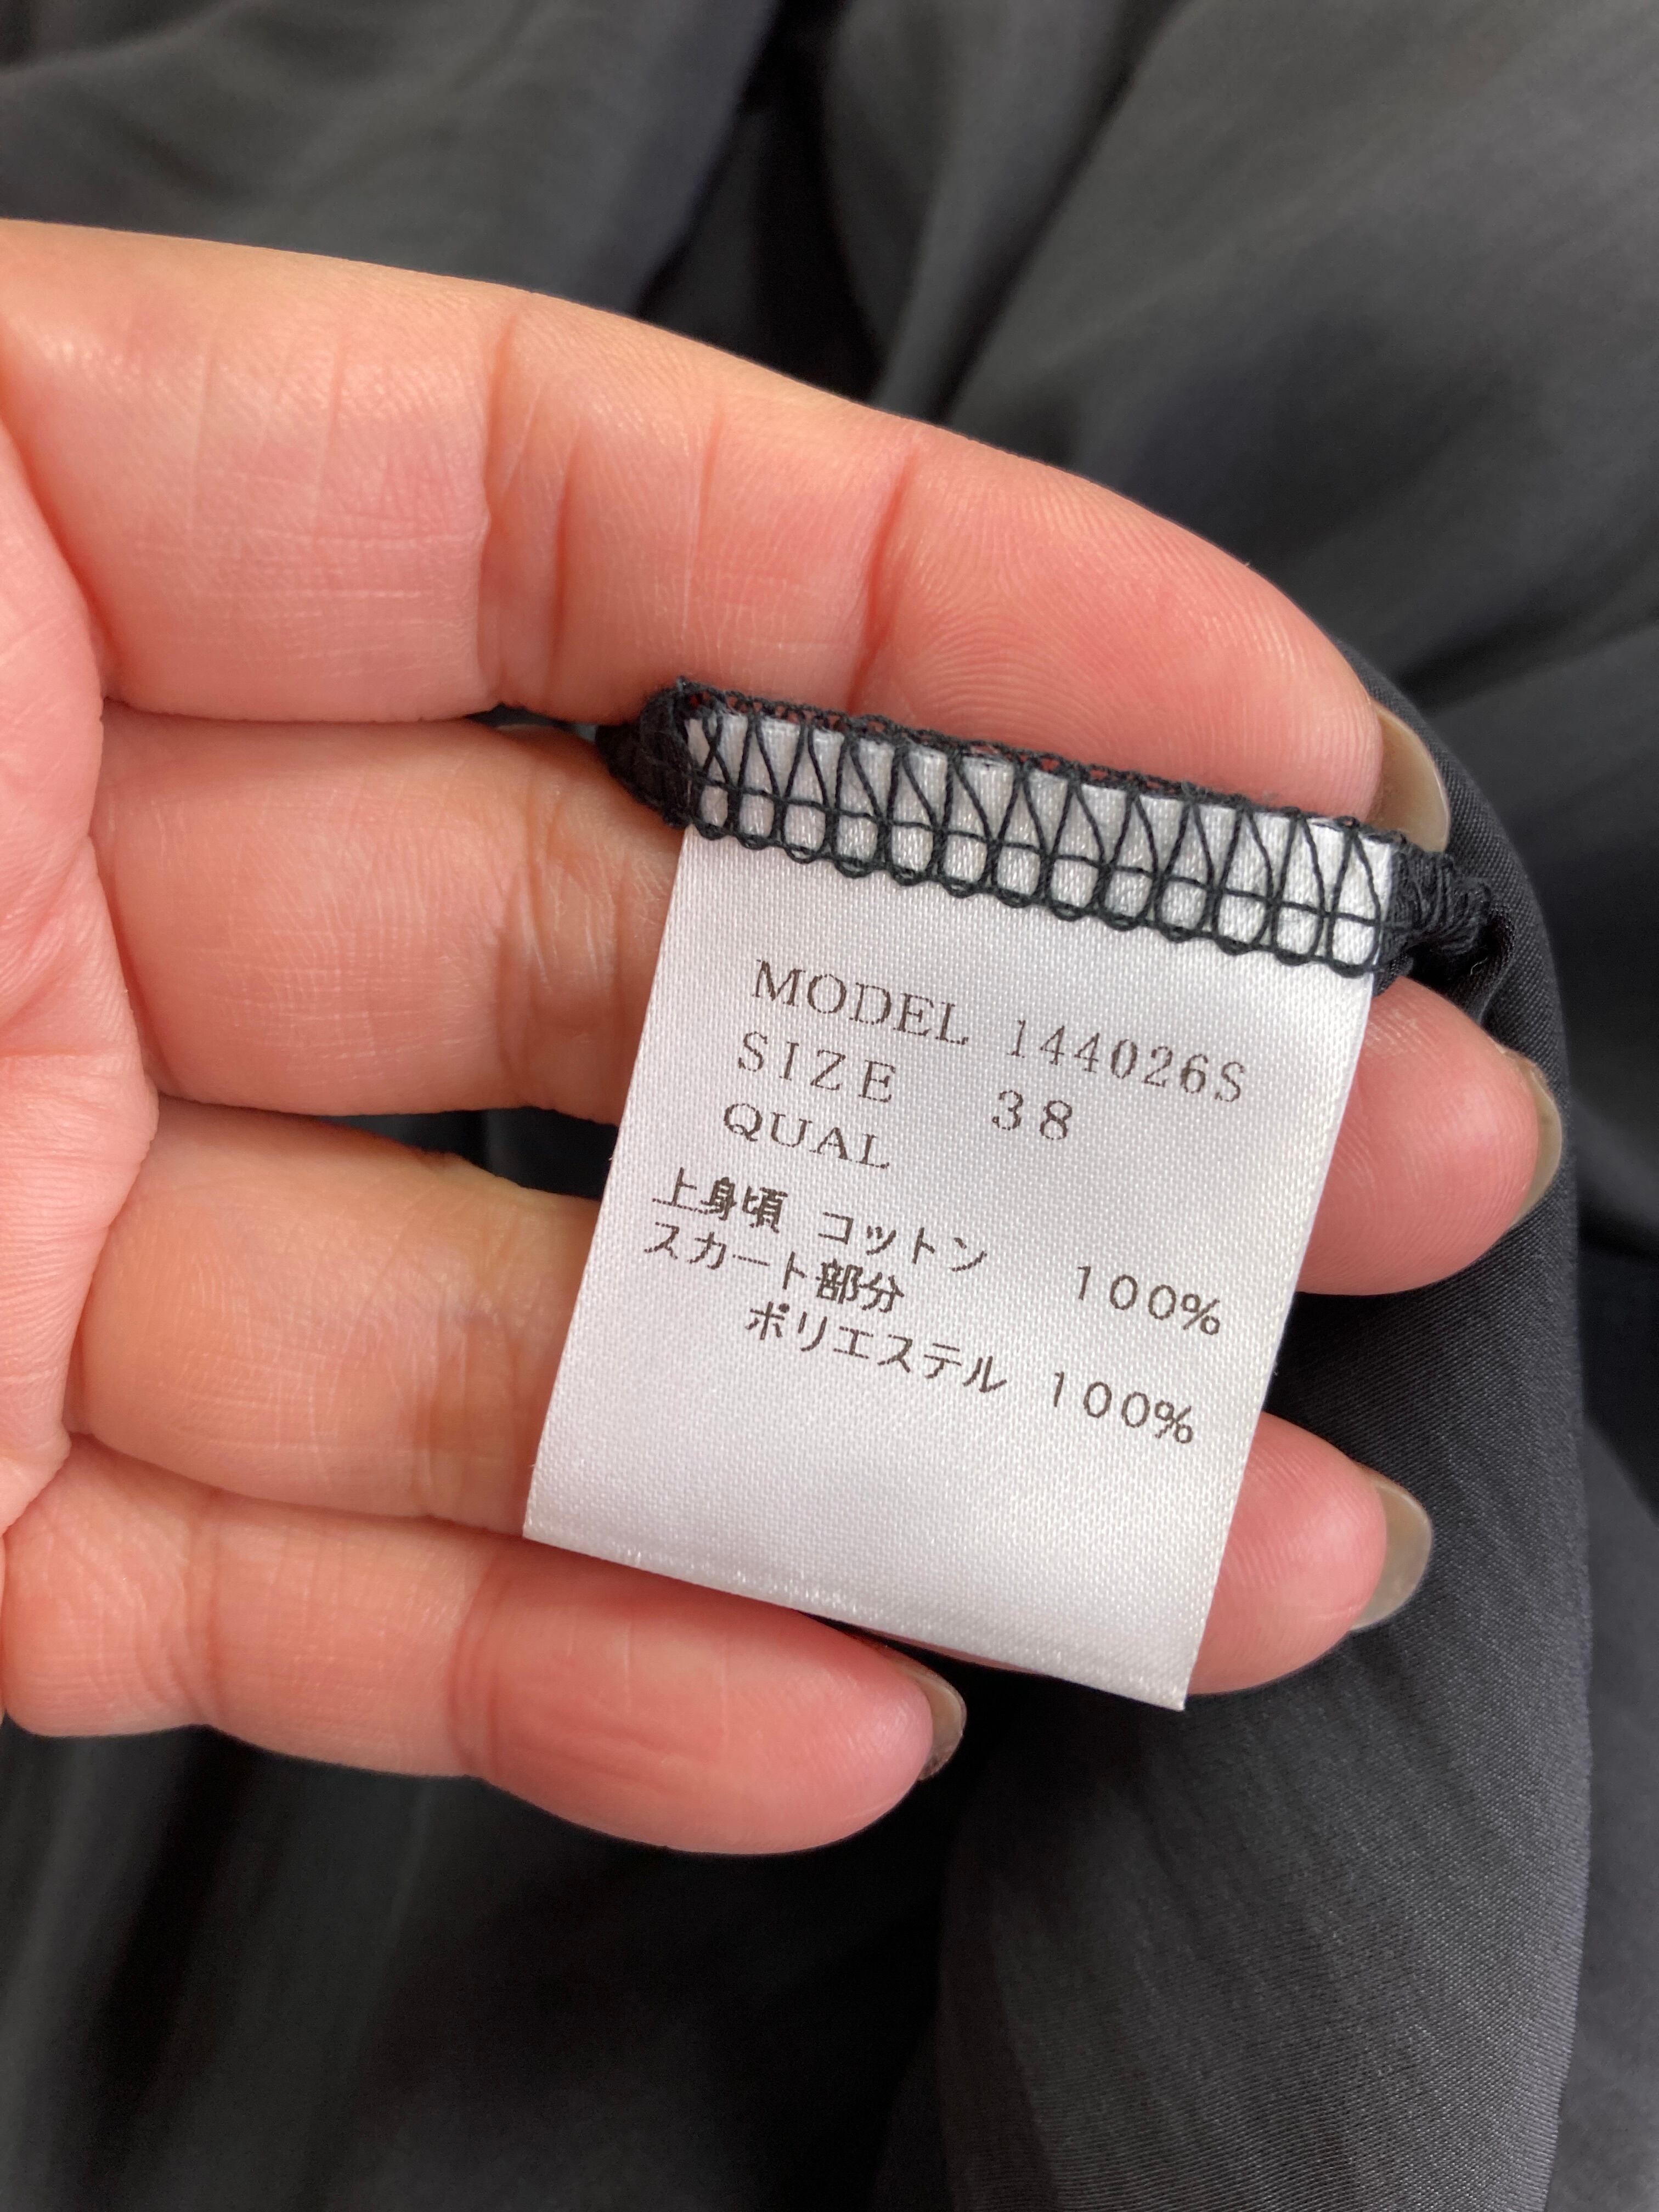 MODEL 144026S
SIZE 38
QUAL
上身頃 コットン 100%
スカート部分
ポリエステル 100%